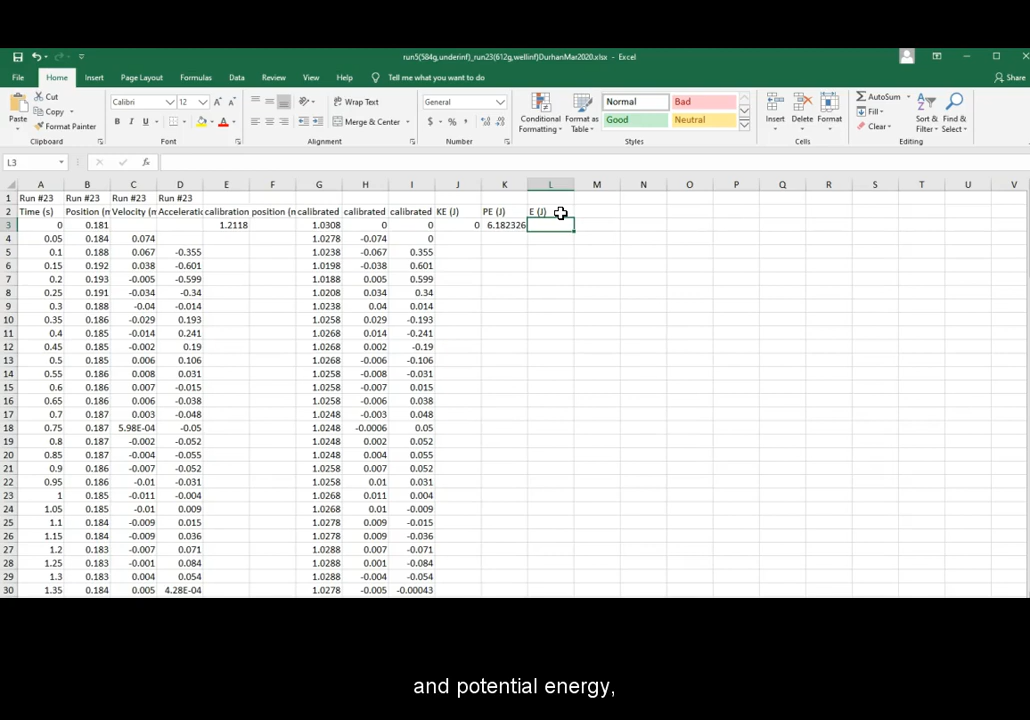 run5(584g,underinf)_run23(612g,wellinf)DurhanMar2020.xlsx - Excel
File Home Insert Page Layout Formulas Data Review View Help Tell me what you want to do Share
Paste Cut Copy Format Painter Clipboard
Calibri 12 B I U Font
Wrap Text Merge & Center Alignment
General $ % Number
Conditional Formatting Format as Table Normal Bad Good Neutral Styles
Insert Delete Format Cells
AutoSum Fill Clear Sort & Filter Find & Select Editing
L3 fx
A B C D E F G H I J K L M N O P Q R S T U V
1 Run #23 Run #23 Run #23 Run #23
2 Time (s) Position (m Velocity (m Acceleratic calibration position (m calibrated calibrated calibrated KE (J) PE (J) E (J)
3 0 0.181 1.2118 1.0308 0 0 0 6.182326
4 0.05 0.184 0.074 1.0278 -0.074 0
5 0.1 0.188 0.067 -0.355 1.0238 -0.067 0.355
6 0.15 0.192 0.038 -0.601 1.0198 -0.038 0.601
7 0.2 0.193 -0.005 -0.599 1.0188 0.005 0.599
8 0.25 0.191 -0.034 -0.34 1.0208 0.034 0.34
9 0.3 0.188 -0.04 -0.014 1.0238 0.04 0.014
10 0.35 0.186 -0.029 0.193 1.0258 0.029 -0.193
11 0.4 0.185 -0.014 0.241 1.0268 0.014 -0.241
12 0.45 0.185 -0.002 0.19 1.0268 0.002 -0.19
13 0.5 0.185 0.006 0.106 1.0268 -0.006 -0.106
14 0.55 0.186 0.008 0.031 1.0258 -0.008 -0.031
15 0.6 0.186 0.007 -0.015 1.0258 -0.007 0.015
16 0.65 0.186 0.006 -0.038 1.0258 -0.006 0.038
17 0.7 0.187 0.003 -0.048 1.0248 -0.003 0.048
18 0.75 0.187 5.98E-04 -0.05 1.0248 -0.0006 0.05
19 0.8 0.187 -0.002 -0.052 1.0248 0.002 0.052
20 0.85 0.187 -0.004 -0.055 1.0248 0.004 0.055
21 0.9 0.186 -0.007 -0.052 1.0258 0.007 0.052
22 0.95 0.186 -0.01 -0.031 1.0258 0.01 0.031
23 1 0.185 -0.011 -0.004 1.0268 0.011 0.004
24 1.05 0.185 -0.01 0.009 1.0268 0.01 -0.009
25 1.1 0.184 -0.009 0.015 1.0278 0.009 -0.015
26 1.15 0.184 -0.009 0.036 1.0278 0.009 -0.036
27 1.2 0.183 -0.007 0.071 1.0288 0.007 -0.071
28 1.25 0.183 -0.001 0.084 1.0288 0.001 -0.084
29 1.3 0.183 0.004 0.054 1.0288 -0.004 -0.054
30 1.35 0.184 0.005 4.28E-04 1.0278 -0.005 -0.00043
and potential energy,